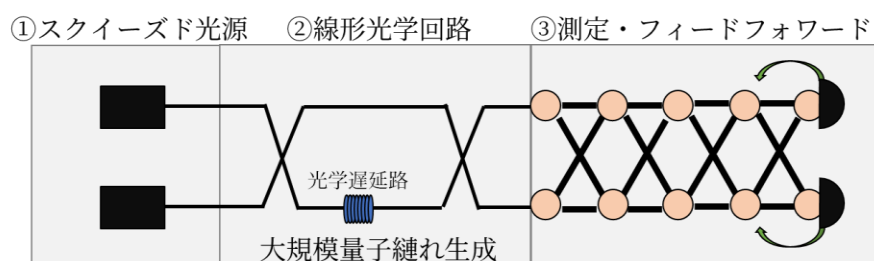 ①スクイーズド光源
②線形光学回路
③測定・フィードフォワード
光学遅延路
大規模量子縺れ生成